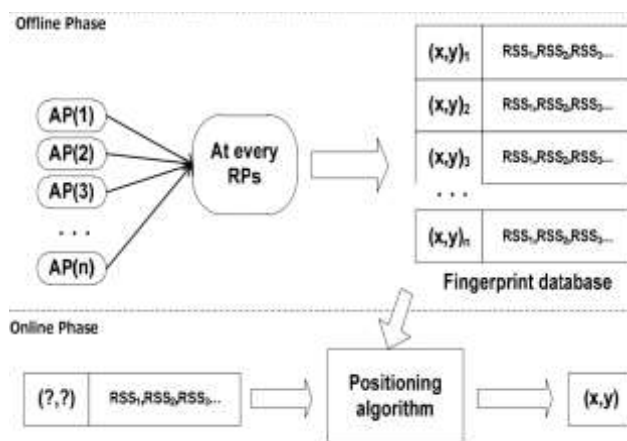 Offline Phase
AP(1)
AP(2)
AP(3)
...
AP(n)
At every
RPs
(x,y)₁ RSS₁,RSS₂,RSS₃...
(x,y)₂ RSS₁,RSS₂,RSS₃...
(x,y)₃ RSS₁,RSS₂,RSS₃...
...
(x,y)ₙ RSS₁,RSS₂,RSS₃...
Fingerprint database
Online Phase
(?,?) RSS₁,RSS₂,RSS₃...
Positioning
algorithm
(x,y)